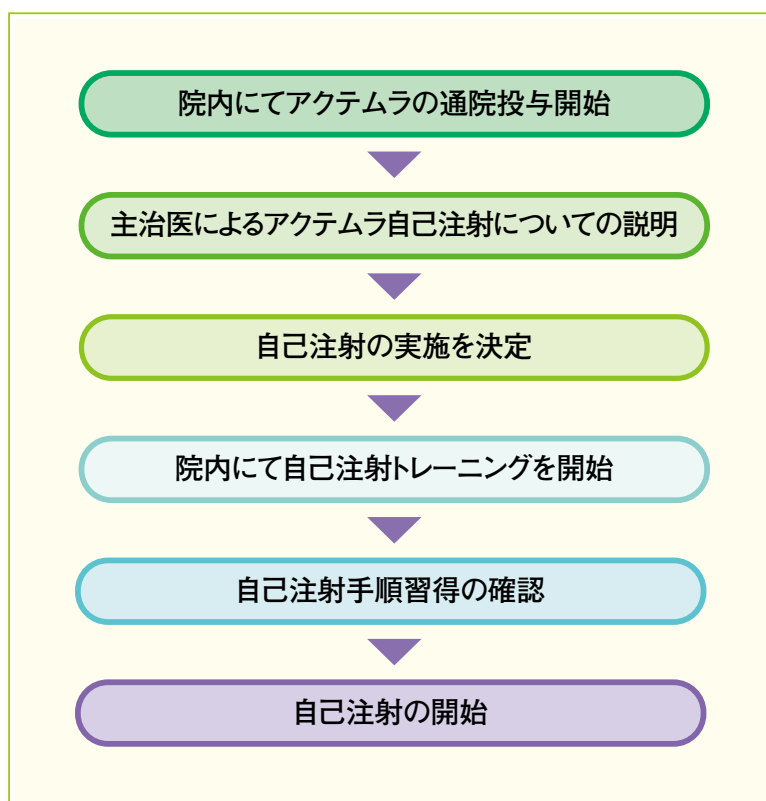 院内にてアクテムラの通院投与開始
主治医によるアクテムラ自己注射についての説明
自己注射の実施を決定
院内にて自己注射トレーニングを開始
自己注射手順習得の確認
自己注射の開始